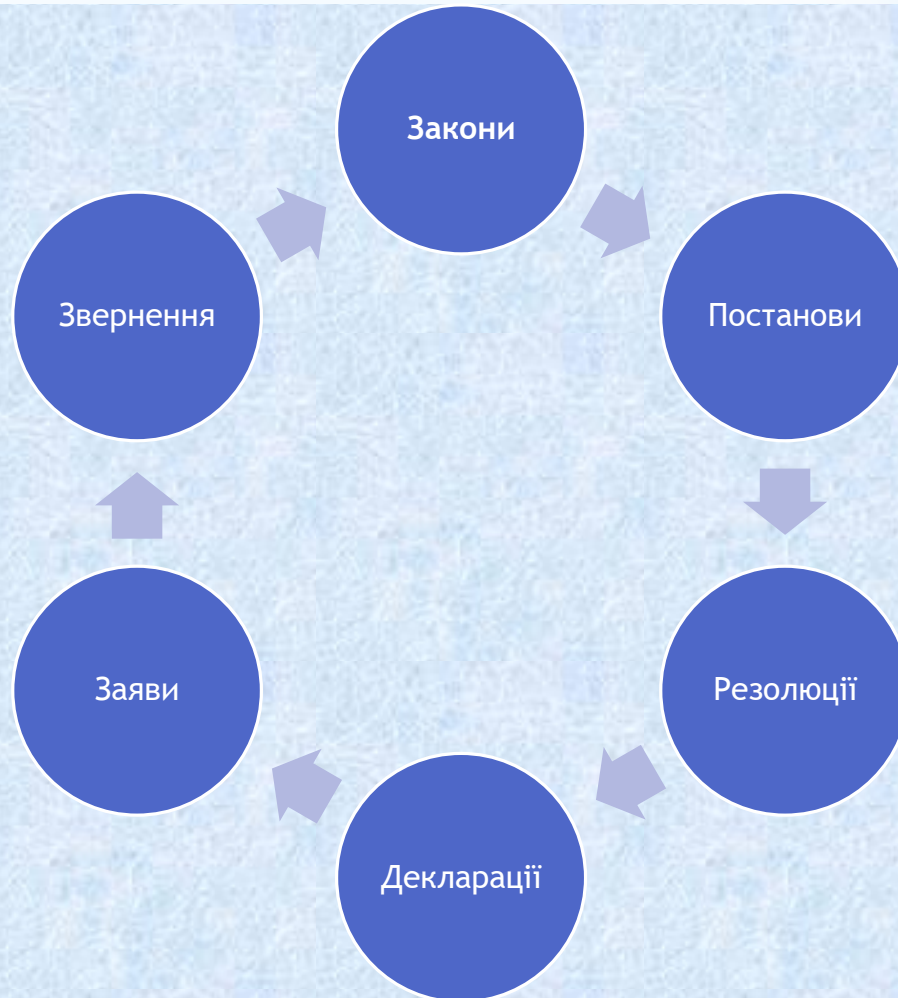 Закони
Постанови
Резолюції
Декларації
Заяви
Звернення